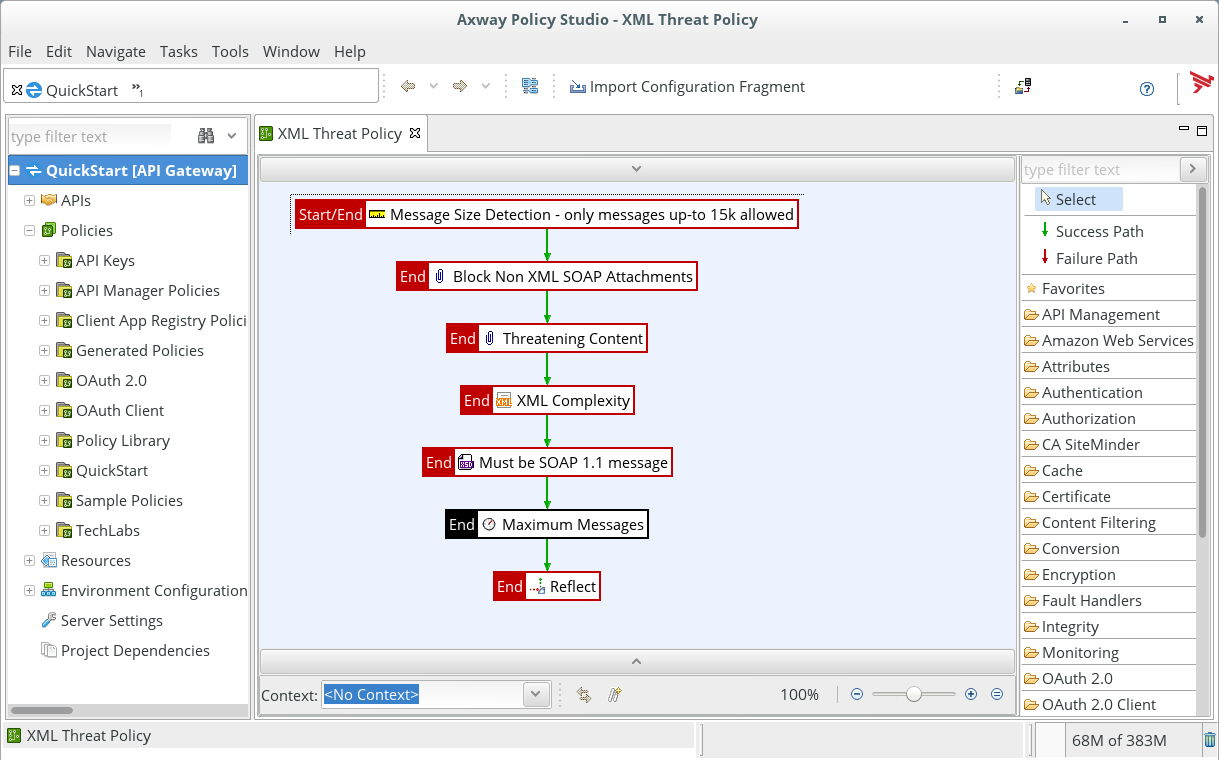 Axway Policy Studio - XML Threat Policy
File Edit Navigate Tasks Tools Window Help
QuickStart »1
Import Configuration Fragment
type filter text
QuickStart [API Gateway]
APIs
Policies
API Keys
API Manager Policies
Client App Registry Polici
Generated Policies
OAuth 2.0
OAuth Client
Policy Library
QuickStart
Sample Policies
TechLabs
Resources
Environment Configuration
Server Settings
Project Dependencies
XML Threat Policy
Start/End Message Size Detection - only messages up-to 15k allowed
End Block Non XML SOAP Attachments
End Threatening Content
End XML Complexity
End Must be SOAP 1.1 message
End Maximum Messages
End Reflect
Context: <No Context>
100%
type filter text
Select
Success Path
Failure Path
Favorites
API Management
Amazon Web Services
Attributes
Authentication
Authorization
CA SiteMinder
Cache
Certificate
Content Filtering
Conversion
Encryption
Fault Handlers
Integrity
Monitoring
OAuth 2.0
OAuth 2.0 Client
XML Threat Policy
68M of 383M